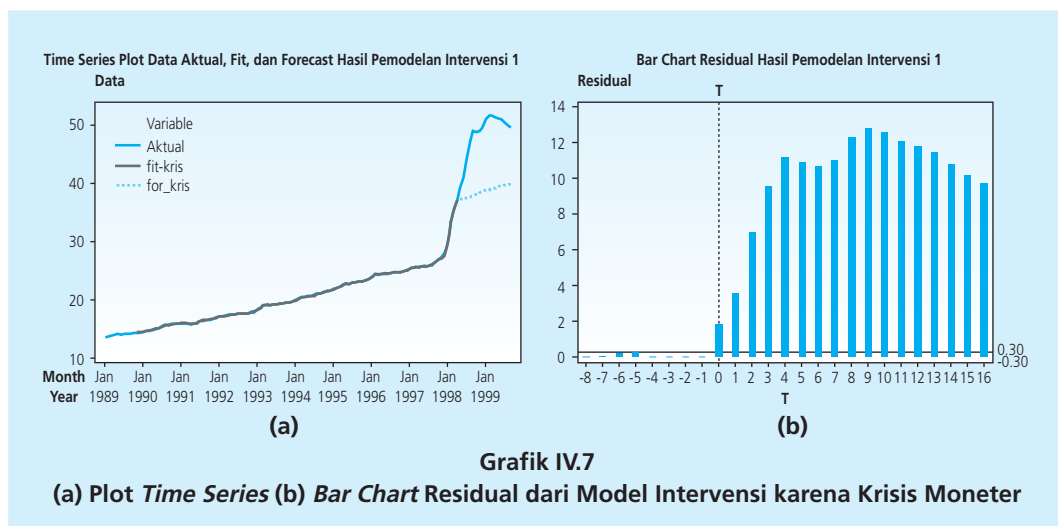 Time Series Plot Data Aktual, Fit, dan Forecast Hasil Pemodelan Intervensi 1
Data
50
40
30
20
10
Variable
Aktual
fit-kris
for_kris
Month Jan Jan Jan Jan Jan Jan Jan Jan Jan Jan Jan
Year 1989 1990 1991 1992 1993 1994 1995 1996 1997 1998 1999
(a)
Bar Chart Residual Hasil Pemodelan Intervensi 1
Residual
T
14
12
10
8
6
4
2
0
0.30
-0.30
-8 -7 -6 -5 -4 -3 -2 -1 0 1 2 3 4 5 6 7 8 9 10 11 12 13 14 15 16
T
(b)
Grafik IV.7
(a) Plot Time Series (b) Bar Chart Residual dari Model Intervensi karena Krisis Moneter